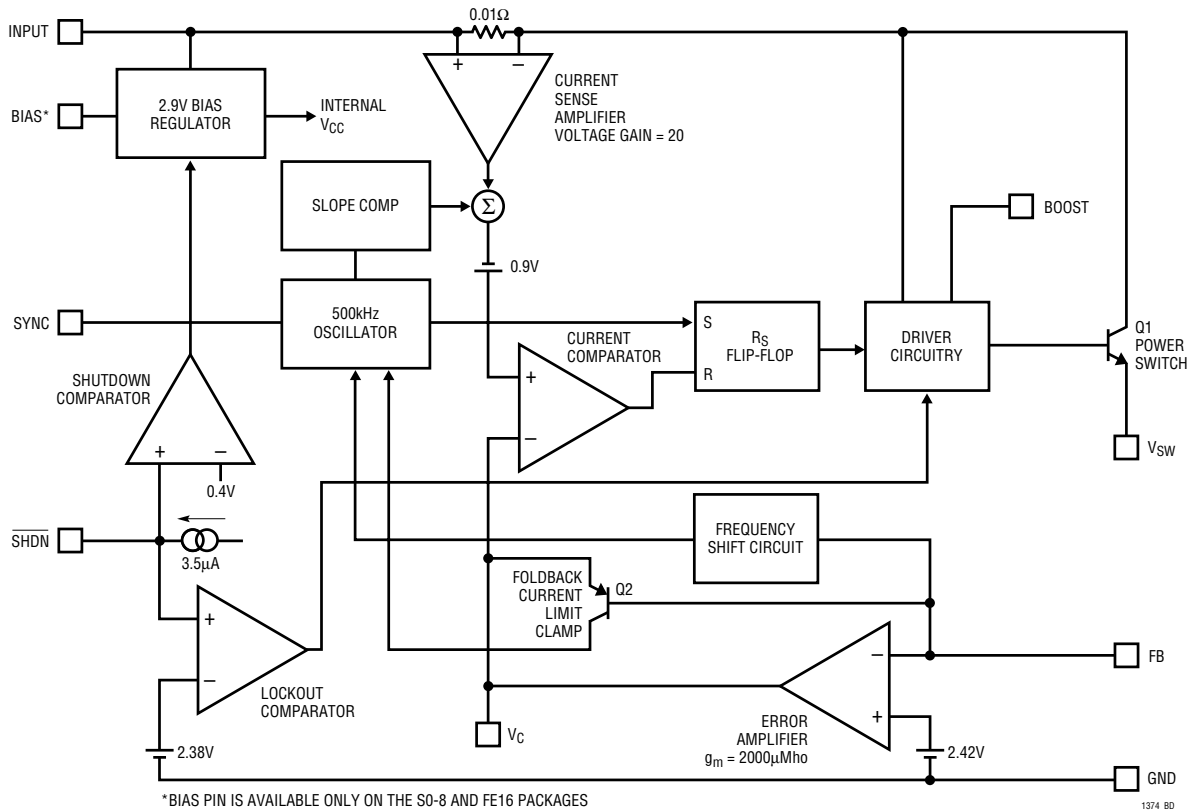 INPUT
0.01Ω
+
–
CURRENT
SENSE
AMPLIFIER
VOLTAGE GAIN = 20
BIAS*
2.9V BIAS
REGULATOR
INTERNAL
VCC
SLOPE COMP
Σ
BOOST
0.9V
SYNC
500kHz
OSCILLATOR
CURRENT
COMPARATOR
+
–
S
R
RS
FLIP-FLOP
DRIVER
CIRCUITRY
Q1
POWER
SWITCH
VSW
SHUTDOWN
COMPARATOR
+
–
0.4V
SHDN
3.5µA
FREQUENCY
SHIFT CIRCUIT
FOLDBACK
CURRENT
LIMIT
CLAMP
Q2
+
–
LOCKOUT
COMPARATOR
–
+
FB
ERROR
AMPLIFIER
gm = 2000µMho
VC
2.38V
2.42V
GND
*BIAS PIN IS AVAILABLE ONLY ON THE S0-8 AND FE16 PACKAGES
1374 BD